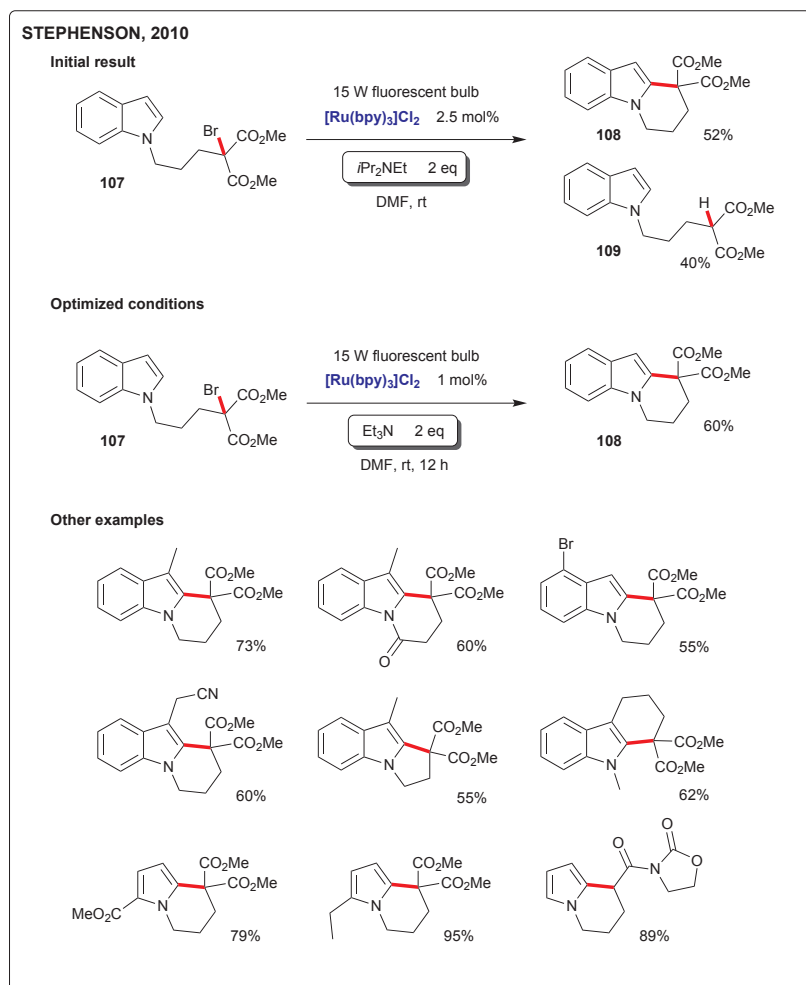 STEPHENSON, 2010
Initial result
N
Br
CO2Me
CO2Me
107
15 W fluorescent bulb
[Ru(bpy)3]Cl2 2.5 mol%
iPr2NEt 2 eq
DMF, rt
N
CO2Me
CO2Me
108
52%
N
H
CO2Me
CO2Me
109
40%
Optimized conditions
N
Br
CO2Me
CO2Me
107
15 W fluorescent bulb
[Ru(bpy)3]Cl2 1 mol%
Et3N 2 eq
DMF, rt, 12 h
N
CO2Me
CO2Me
108
60%
Other examples
N
CO2Me
CO2Me
73%
N
O
CO2Me
CO2Me
60%
Br
N
CO2Me
CO2Me
55%
CN
N
CO2Me
CO2Me
60%
N
CO2Me
CO2Me
55%
N
CO2Me
CO2Me
62%
MeO2C
N
CO2Me
CO2Me
79%
N
CO2Me
CO2Me
95%
N
O
N
O
O
89%